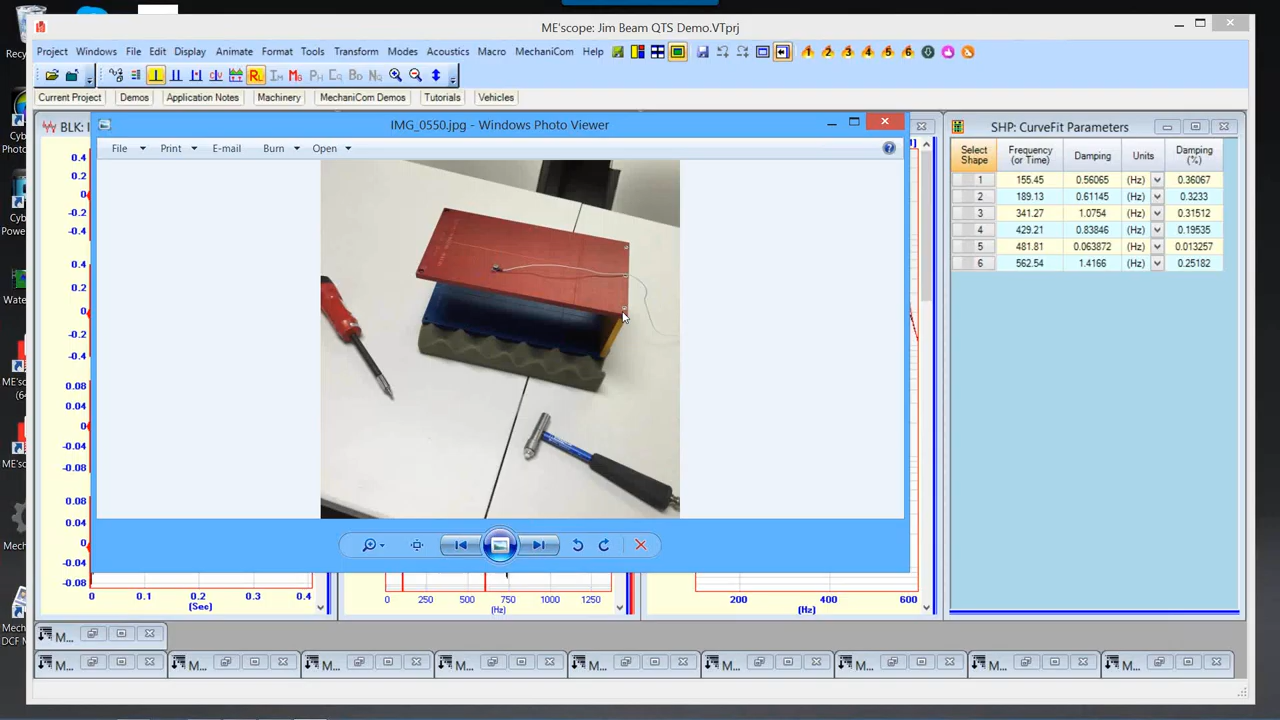 ME'scope: Jim Beam QTS Demo.VTprj
Project Windows File Edit Display Animate Format Tools Transform Modes Acoustics Macro MechaniCom Help 1 2 3 4 5 6
Current Project Demos Application Notes Machinery MechaniCom Demos Tutorials Vehicles
BLK:
IMG_0550.jpg - Windows Photo Viewer
File Print E-mail Burn Open
SHP: CurveFit Parameters
Select Shape Frequency (or Time) Damping Units Damping (%)
1 155.45 0.56065 (Hz) 0.36067
2 189.13 0.61145 (Hz) 0.3233
3 341.27 1.0754 (Hz) 0.31512
4 429.21 0.83846 (Hz) 0.19535
5 481.81 0.063872 (Hz) 0.013257
6 562.54 1.4166 (Hz) 0.25182
0.4
0.2
0
-0.2
-0.4
0.4
0.2
0
-0.2
-0.4
0.08
0.04
0
-0.04
-0.08
0.08
0.04
0
-0.04
-0.08
0 0.1 0.2 0.3 0.4
(Sec)
0 250 500 750 1000 1250
(Hz)
200 400 600
(Hz)
M...
M... M... M... M... M... M... M... M... M...